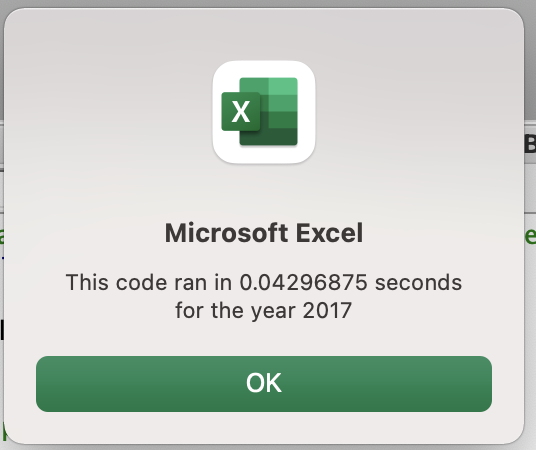 X
Microsoft Excel
This code ran in 0.04296875 seconds
for the year 2017
OK